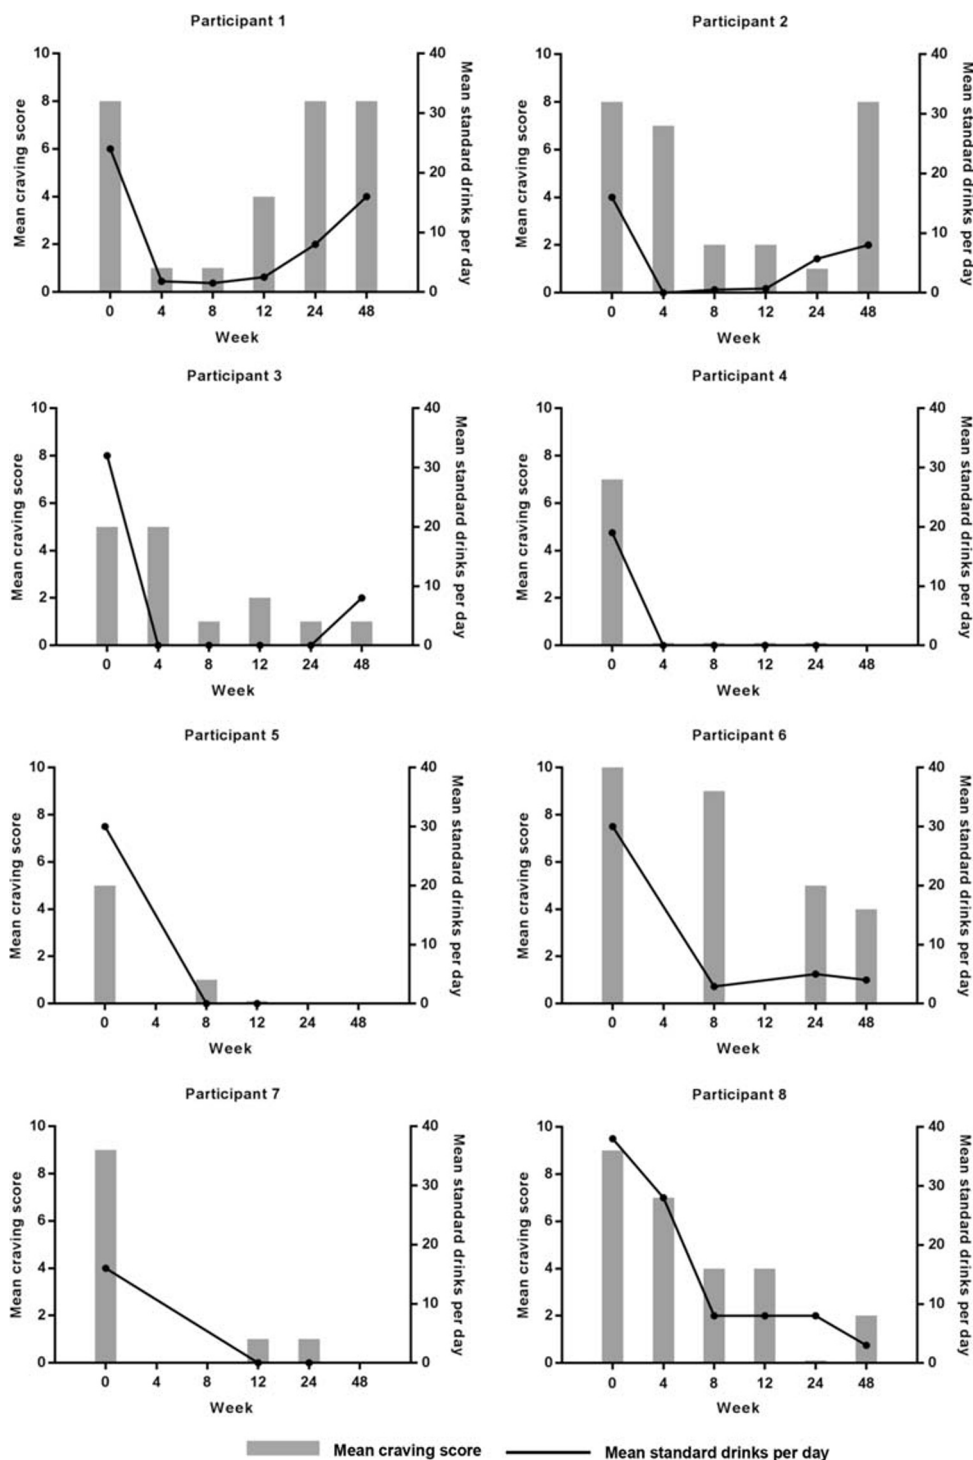 Participant 1
Participant 2
10
8
6
4
2
0
Mean craving score
40
30
20
10
0
Mean standard drinks per day
0 4 8 12 24 48
Week
10
8
6
4
2
0
Mean craving score
40
30
20
10
0
Mean standard drinks per day
0 4 8 12 24 48
Week
Participant 3
Participant 4
10
8
6
4
2
0
Mean craving score
40
30
20
10
0
Mean standard drinks per day
0 4 8 12 24 48
Week
10
8
6
4
2
0
Mean craving score
40
30
20
10
0
Mean standard drinks per day
0 4 8 12 24 48
Week
Participant 5
Participant 6
10
8
6
4
2
0
Mean craving score
40
30
20
10
0
Mean standard drinks per day
0 4 8 12 24 48
Week
10
8
6
4
2
0
Mean craving score
40
30
20
10
0
Mean standard drinks per day
0 4 8 12 24 48
Week
Participant 7
Participant 8
10
8
6
4
2
0
Mean craving score
40
30
20
10
0
Mean standard drinks per day
0 4 8 12 24 48
Week
10
8
6
4
2
0
Mean craving score
40
30
20
10
0
Mean standard drinks per day
0 4 8 12 24 48
Week
Mean craving score
Mean standard drinks per day